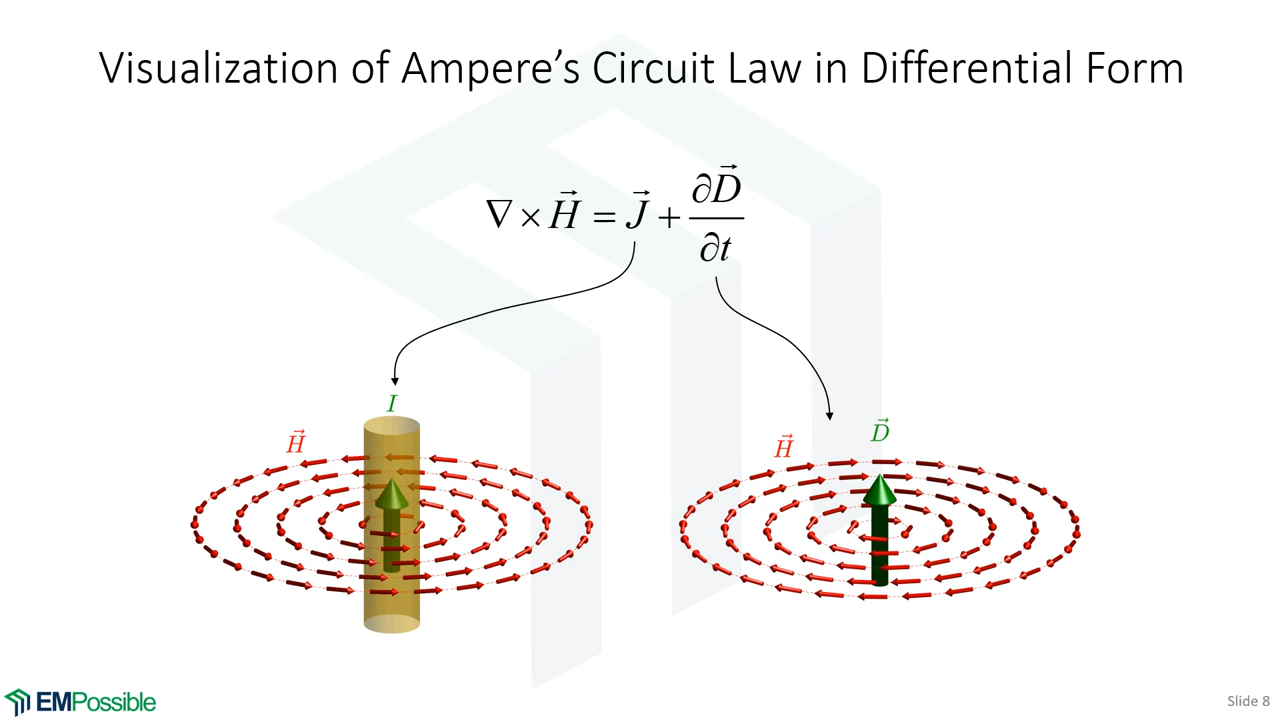 Visualization of Ampere's Circuit Law in Differential Form
∇ × H⃗ = J⃗ + ∂D⃗/∂t
I
H⃗
H⃗
D⃗
EMPossible
Slide 8